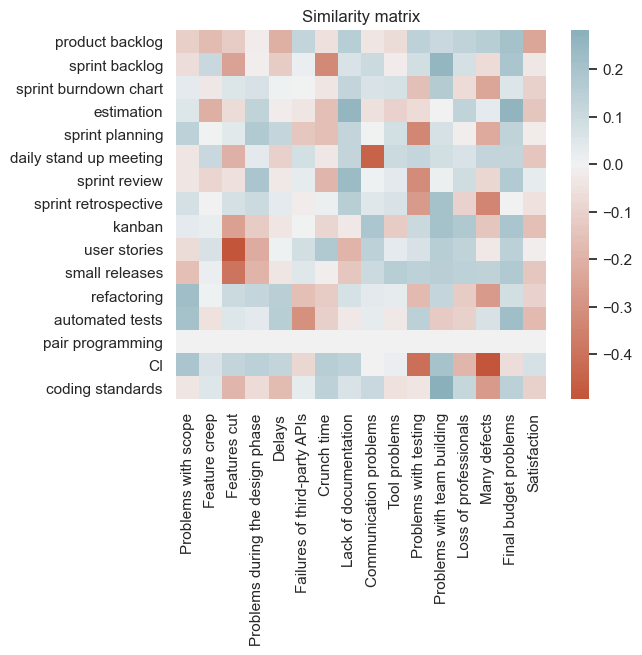 Similarity matrix
product backlog
sprint backlog
sprint burndown chart
estimation
sprint planning
daily stand up meeting
sprint review
sprint retrospective
kanban
user stories
small releases
refactoring
automated tests
pair programming
CI
coding standards
Problems with scope
Feature creep
Features cut
Problems during the design phase
Delays
Failures of third-party APIs
Crunch time
Lack of documentation
Communication problems
Tool problems
Problems with testing
Problems with team building
Loss of professionals
Many defects
Final budget problems
Satisfaction
0.2
0.1
0.0
−0.1
−0.2
−0.3
−0.4